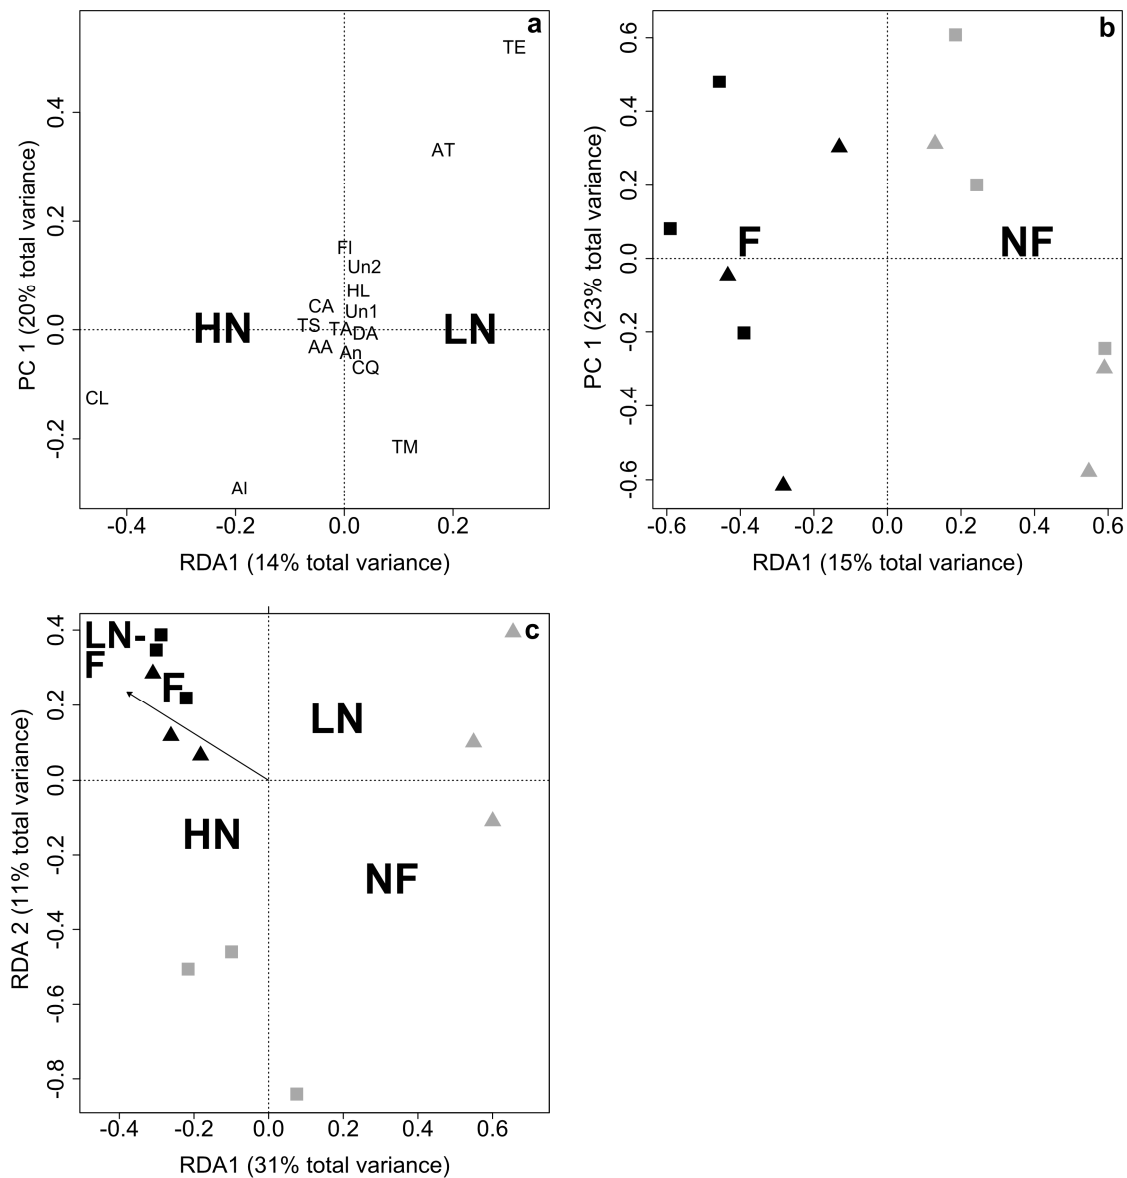 a
TE
0.4
AT
0.2
FI
Un2
HL
CA
Un1
TS
TA
DA
HN
LN
0.0
AA
An
CQ
CL
-0.2
TM
AI
-0.4
-0.2
0.0
0.2
PC 1 (20% total variance)
RDA1 (14% total variance)
b
0.6
0.4
0.2
F
NF
0.0
-0.2
-0.4
-0.6
-0.6
-0.4
-0.2
0.0
0.2
0.4
0.6
PC 1 (23% total variance)
RDA1 (15% total variance)
c
0.4
LN-
F
F
0.2
LN
0.0
HN
-0.2
NF
-0.4
-0.6
-0.8
-0.4
-0.2
0.0
0.2
0.4
0.6
RDA 2 (11% total variance)
RDA1 (31% total variance)